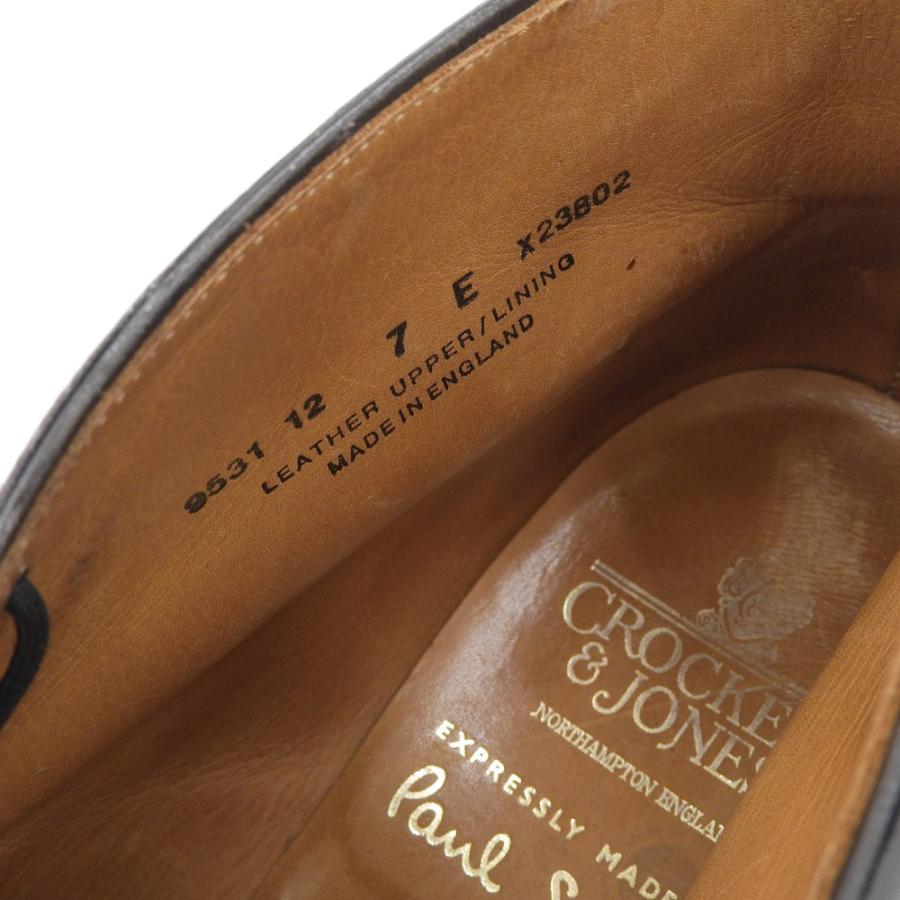 9531 12 7 E X23802
LEATHER UPPER/LINING
MADE IN ENGLAND
CROCKE
& JONES
NORTHAMPTON ENGLA
EXPRESSLY MADE
Paul S